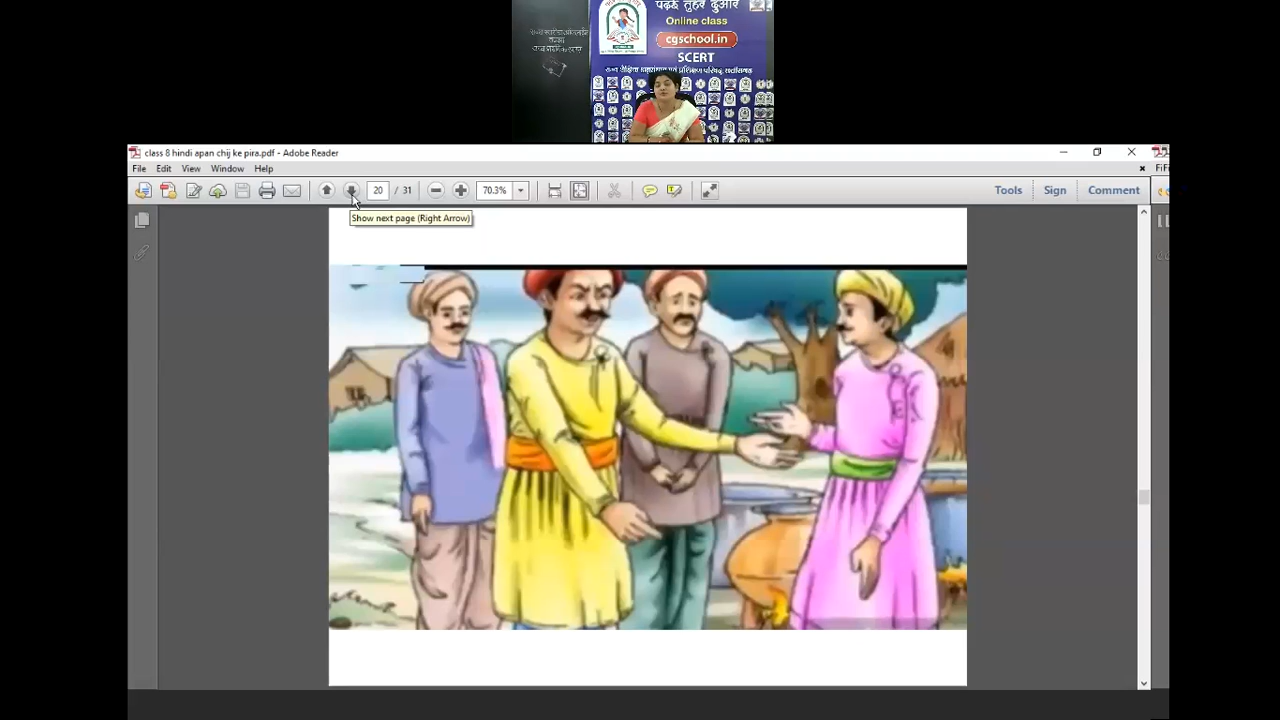 पढ़ई तुंहर दुआर
Online class
cgschool.in
SCERT
class 8 hindi apan chij ke pira.pdf - Adobe Reader
File Edit View Window Help
20 / 31 70.3% Tools Sign Comment
Show next page (Right Arrow)